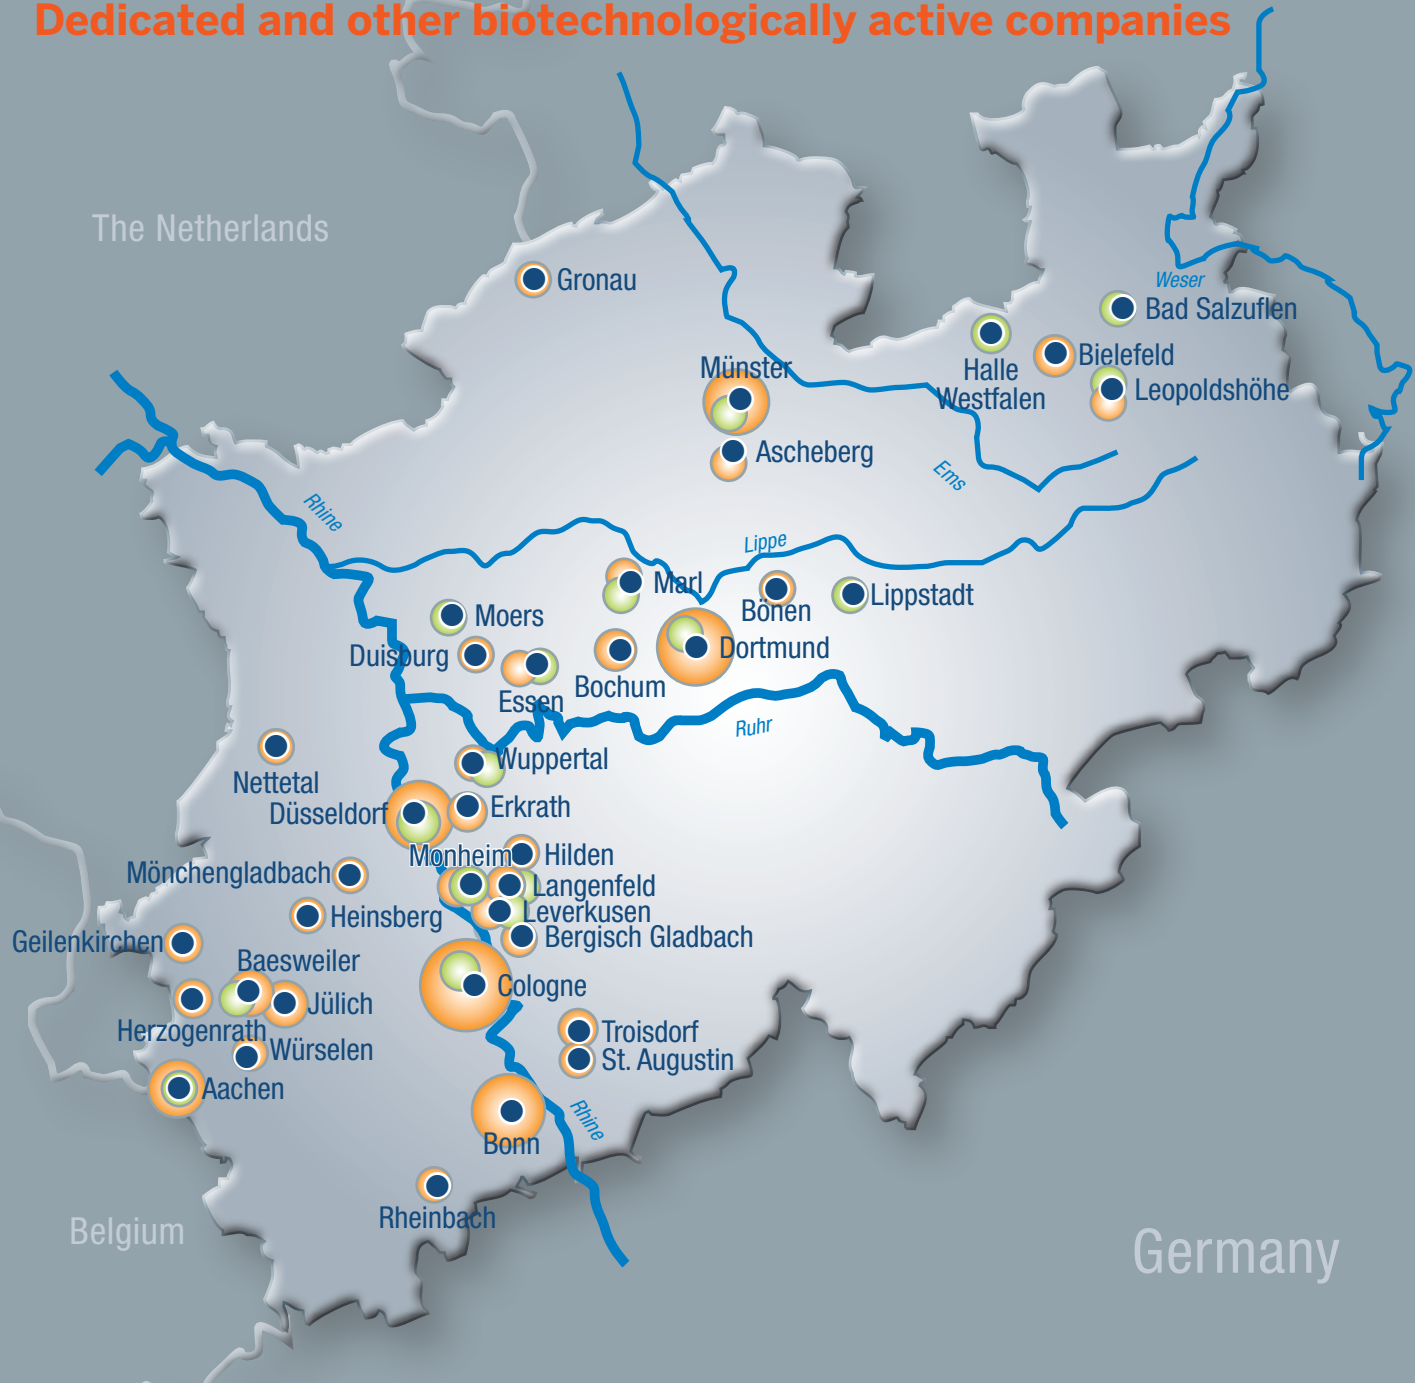 Dedicated and other biotechnologically active companies
The Netherlands
Gronau
Weser
Bad Salzuflen
Halle
Westfalen
Bielefeld
Leopoldshöhe
Münster
Ascheberg
Ems
Rhine
Lippe
Marl
Bönen
Lippstadt
Moers
Duisburg
Essen
Bochum
Dortmund
Ruhr
Nettetal
Wuppertal
Düsseldorf
Erkrath
Monheim
Hilden
Mönchengladbach
Langenfeld
Heinsberg
Leverkusen
Geilenkirchen
Bergisch Gladbach
Baesweiler
Cologne
Jülich
Herzogenrath
Troisdorf
Würselen
St. Augustin
Aachen
Rhine
Bonn
Rheinbach
Belgium
Germany